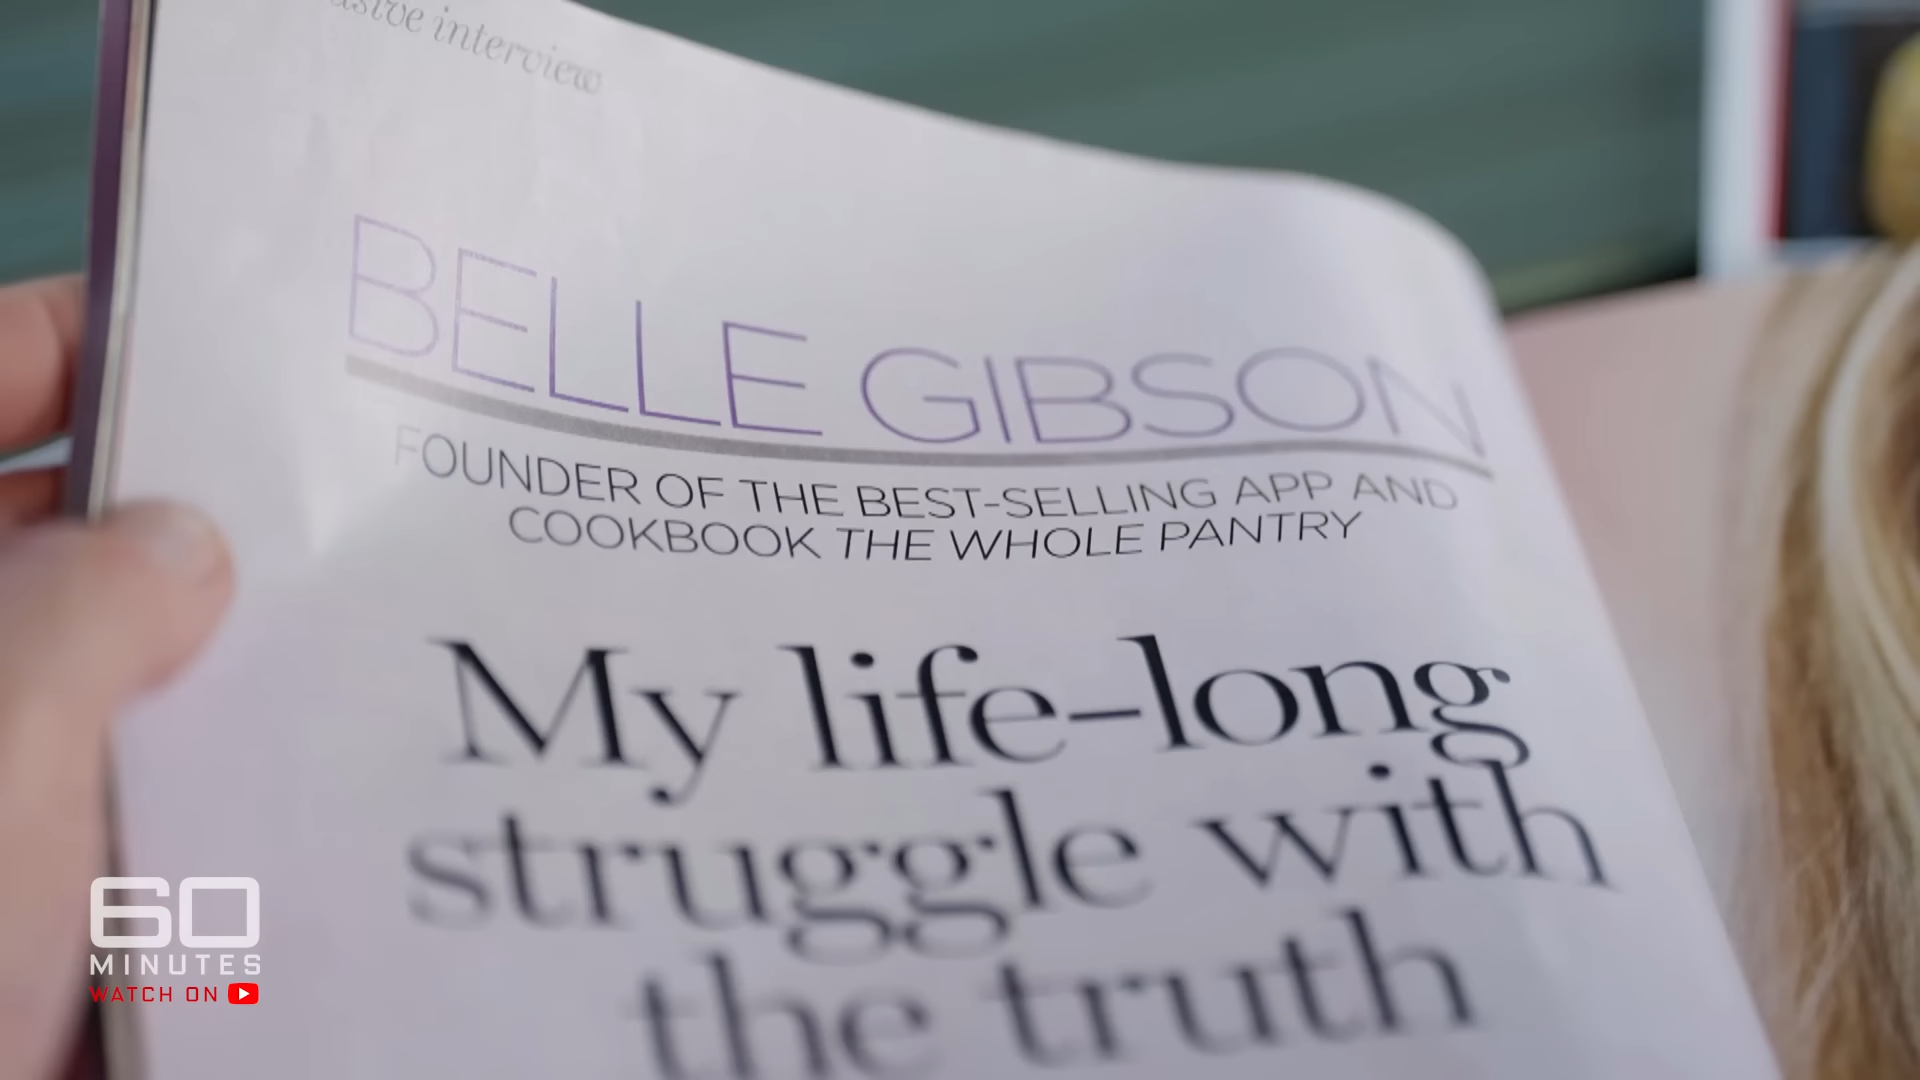 interview
BELLE GIBSON
FOUNDER OF THE BEST-SELLING APP AND
COOKBOOK THE WHOLE PANTRY
My life-long
struggle with
the truth
60
MINUTES
WATCH ON